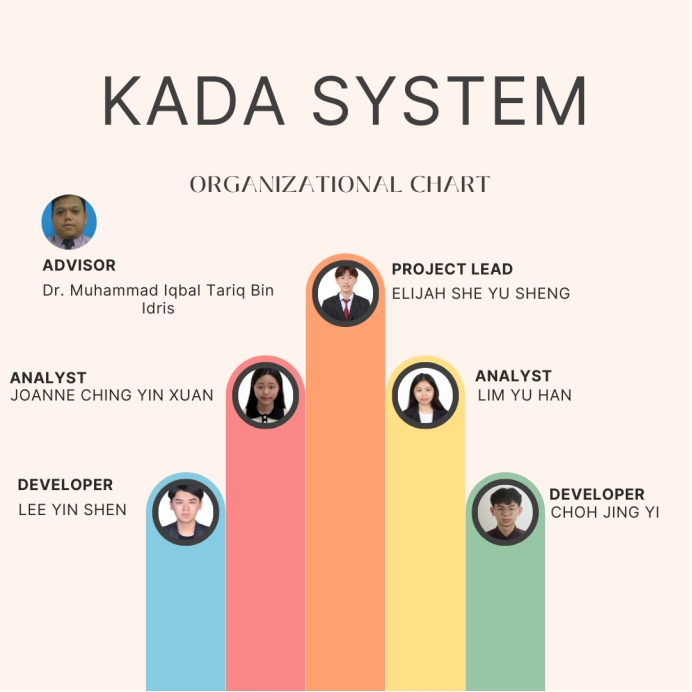 KADA SYSTEM
ORGANIZATIONAL CHART
ADVISOR
Dr. Muhammad Iqbal Tariq Bin
Idris
PROJECT LEAD
ELIJAH SHE YU SHENG
ANALYST
JOANNE CHING YIN XUAN
ANALYST
LIM YU HAN
DEVELOPER
LEE YIN SHEN
DEVELOPER
CHOH JING YI